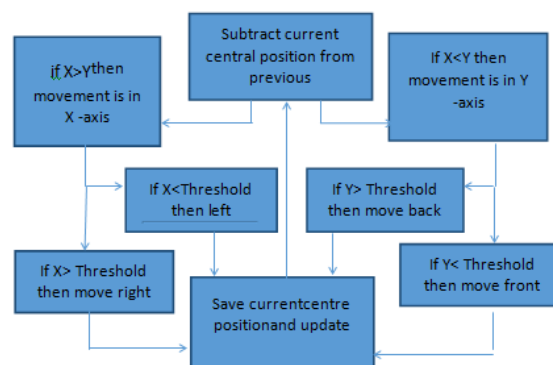 Subtract current
central position from
previous
if X>Ythen
movement is in
X -axis
If X<Y then
movement is in Y
-axis
If X<Threshold
then left
If Y> Threshold
then move back
If X> Threshold
then move right
If Y< Threshold
then move front
Save currentcentre
positionand update